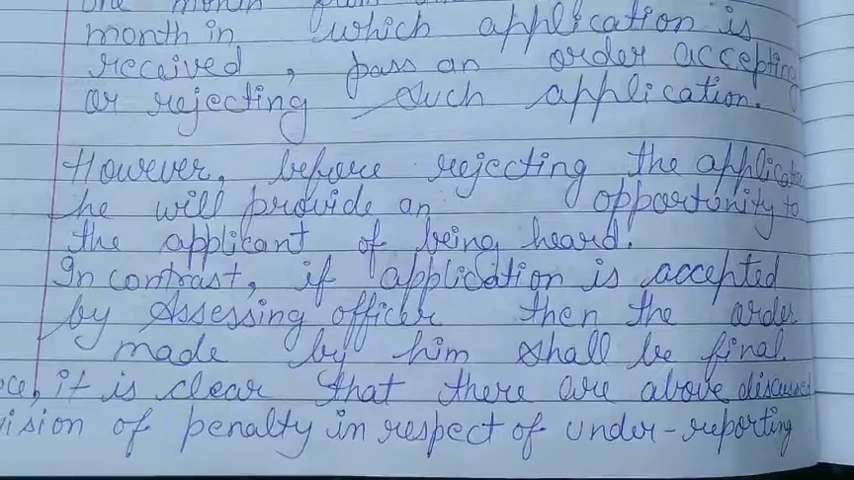 one month from
month in which application is
received, pass an order accepting
or rejecting such application.
However, before rejecting the
he will provide an opportunity to
the applicant of being heard.
In contrast, if application is accepted
by Assessing officer then the order
made by him shall be final.
it is clear that there are above discussed
of penalty in respect of under-reporting